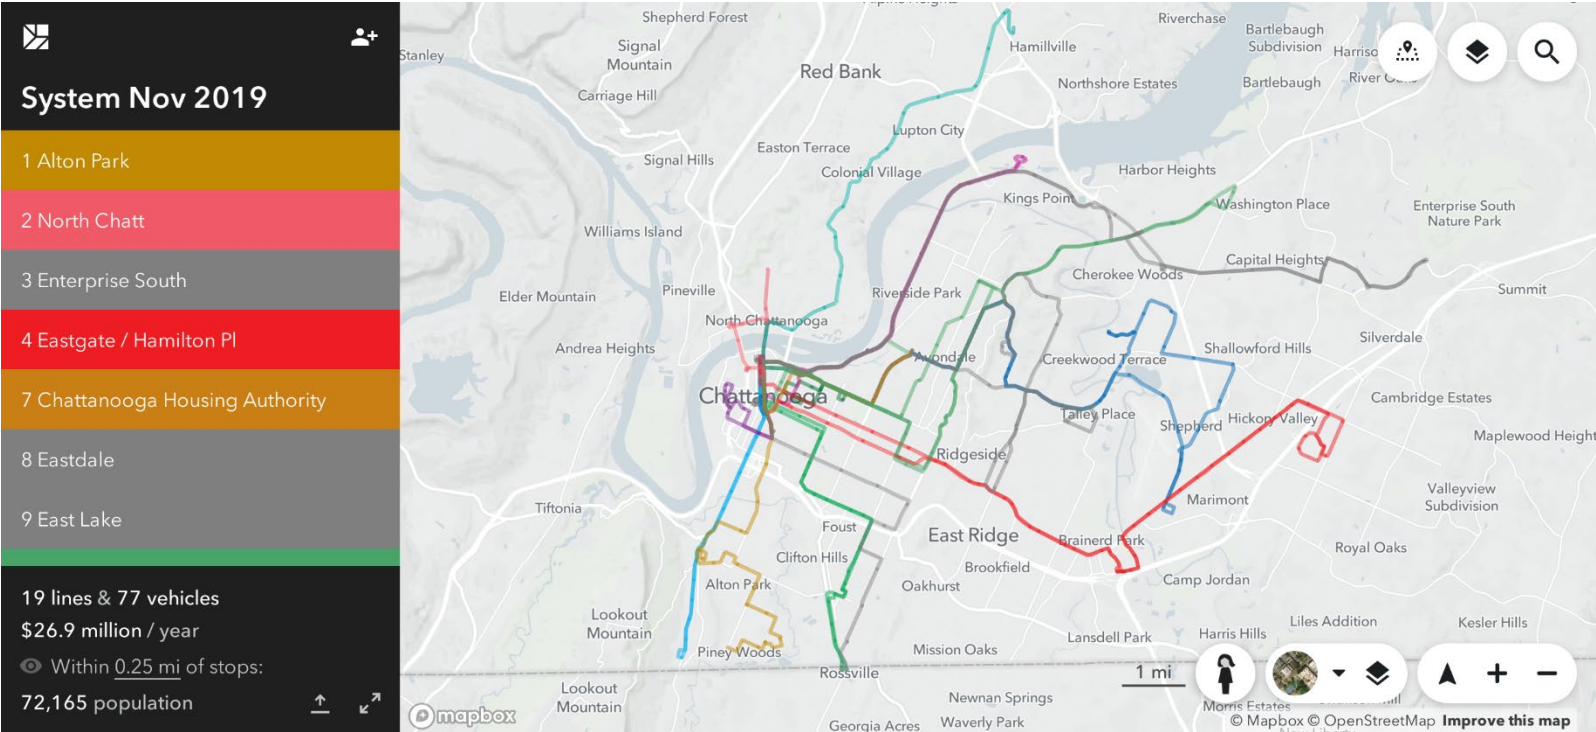 System Nov 2019
1 Alton Park
2 North Chatt
3 Enterprise South
4 Eastgate / Hamilton Pl
7 Chattanooga Housing Authority
8 Eastdale
9 East Lake
19 lines & 77 vehicles
$26.9 million / year
Within 0.25 mi of stops:
72,165 population
Shepherd Forest
Riverchase
Stanley
Signal
Mountain
Hamillville
Bartlebaugh
Subdivision
Red Bank
Carriage Hill
Northshore Estates
Bartlebaugh
Lupton City
Easton Terrace
Signal Hills
Colonial Village
Harbor Heights
Kings Point
Washington Place
Enterprise South
Nature Park
Williams Island
Capital Heights
Cherokee Woods
Elder Mountain
Pineville
Riverside Park
Summit
North Chattanooga
Andrea Heights
Avondale
Creekwood Terrace
Shallowford Hills
Silverdale
Chattanooga
Talley Place
Shepherd
Hickory Valley
Cambridge Estates
Maplewood Height
Ridgeside
Marimont
Valleyview
Subdivision
Tiftonia
Foust
East Ridge
Brainerd Park
Royal Oaks
Clifton Hills
Brookfield
Alton Park
Oakhurst
Camp Jordan
Lookout
Mountain
Piney Woods
Mission Oaks
Lansdell Park
Harris Hills
Liles Addition
Kesler Hills
Rossville
1 mi
Lookout
Mountain
Newnan Springs
Morris Estates
mapbox
Georgia Acres
Waverly Park
© Mapbox © OpenStreetMap Improve this map